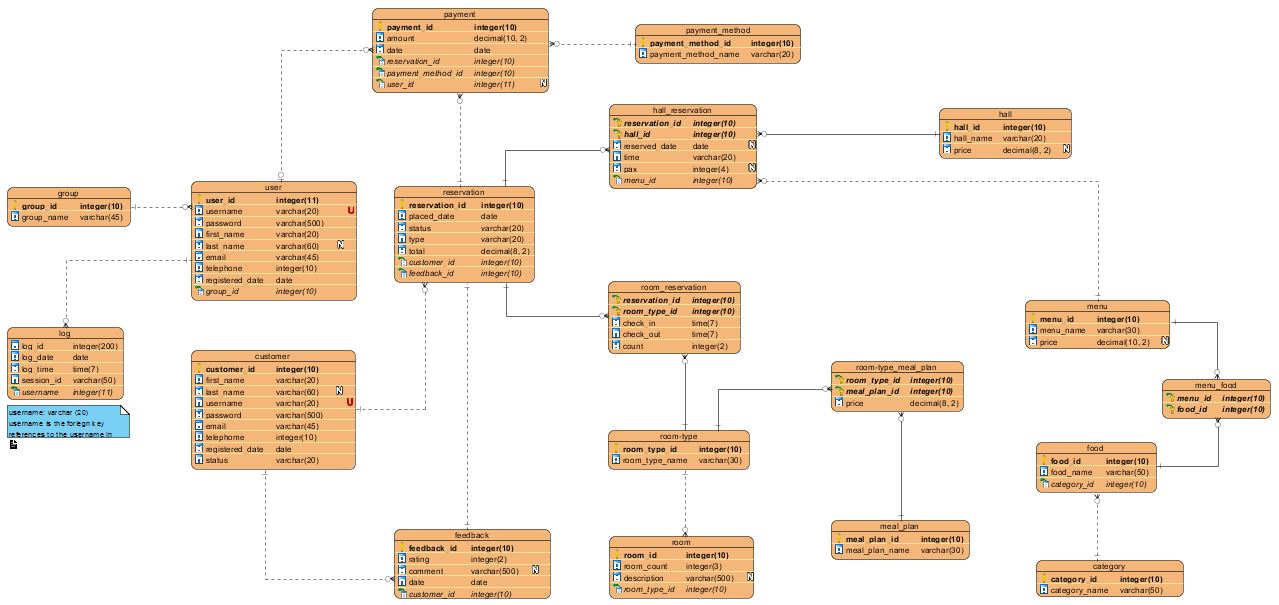 payment
payment_id integer(10)
amount decimal(10, 2)
date date
reservation_id integer(10)
payment_method_id integer(10)
user_id integer(11) N
payment_method
payment_method_id integer(10)
payment_method_name varchar(20)
hall_reservation
reservation_id integer(10)
hall_id integer(10)
reserved_date date N
time varchar(20)
pax integer(4) N
menu_id integer(10)
hall
hall_id integer(10)
hall_name varchar(20)
price decimal(8, 2) N
group
group_id integer(10)
group_name varchar(45)
user
user_id integer(11)
username varchar(20) U
password varchar(500)
first_name varchar(20)
last_name varchar(60) N
email varchar(45)
telephone integer(10)
registered_date date
group_id integer(10)
reservation
reservation_id integer(10)
placed_date date
status varchar(20)
type varchar(20)
total decimal(8, 2)
customer_id integer(10)
feedback_id integer(10)
room_reservation
reservation_id integer(10)
room_type_id integer(10)
check_in time(7)
check_out time(7)
count integer(2)
menu
menu_id integer(10)
menu_name varchar(30)
price decimal(10, 2) N
log
log_id integer(200)
log_date date
log_time time(7)
session_id varchar(50)
username integer(11)
username: varchar (20)
username is the foriegn key
references to the username in
customer
customer_id integer(10)
first_name varchar(20)
last_name varchar(60) N
username varchar(20) U
password varchar(500)
email varchar(45)
telephone integer(10)
registered_date date
status varchar(20)
room-type_meal_plan
room_type_id integer(10)
meal_plan_id integer(10)
price decimal(8, 2)
menu_food
menu_id integer(10)
food_id integer(10)
room-type
room_type_id integer(10)
room_type_name varchar(30)
food
food_id integer(10)
food_name varchar(50)
category_id integer(10)
feedback
feedback_id integer(10)
rating integer(2)
comment varchar(500) N
date date
customer_id integer(10)
room
room_id integer(10)
room_count integer(3)
description varchar(500) N
room_type_id integer(10)
meal_plan
meal_plan_id integer(10)
meal_plan_name varchar(30)
category
category_id integer(10)
category_name varchar(50)